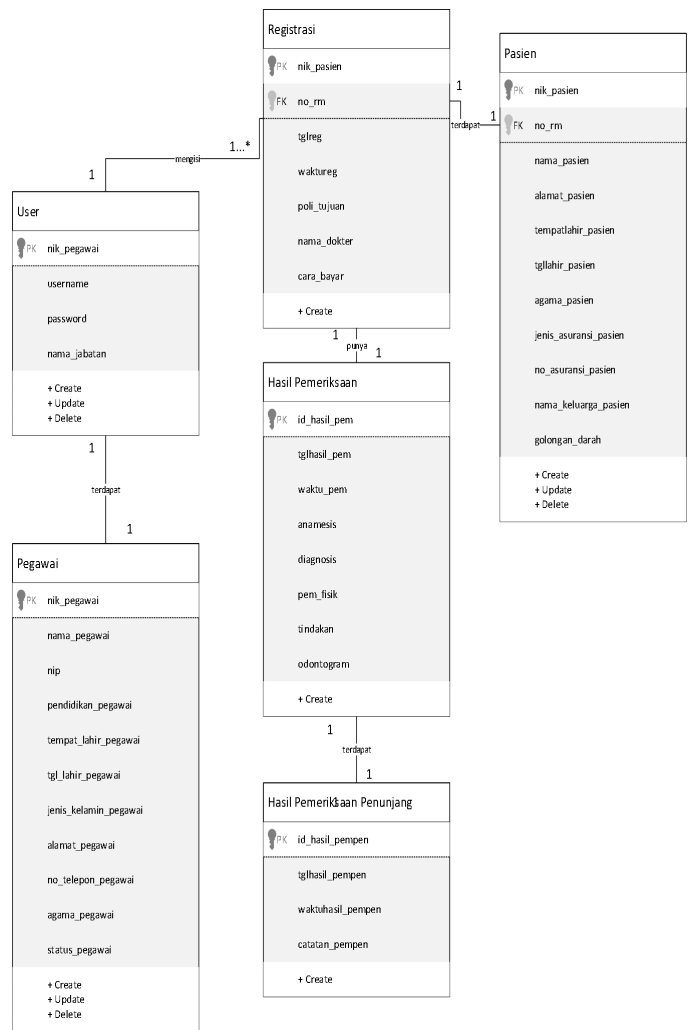 Registrasi
PK nik_pasien
FK no_rm
tglreg
waktureg
poli_tujuan
nama_dokter
cara_bayar
+ Create
Pasien
PK nik_pasien
FK no_rm
nama_pasien
alamat_pasien
tempatlahir_pasien
tgllahir_pasien
agama_pasien
jenis_asuransi_pasien
no_asuransi_pasien
nama_keluarga_pasien
golongan_darah
+ Create
+ Update
+ Delete
1
terdapat
1
1...*
mengisi
1
User
PK nik_pegawai
username
password
nama_jabatan
+ Create
+ Update
+ Delete
1
punya
1
Hasil Pemeriksaan
PK id_hasil_pem
tglhasil_pem
waktu_pem
anamesis
diagnosis
pem_fisik
tindakan
odontogram
+ Create
1
terdapat
1
Pegawai
PK nik_pegawai
nama_pegawai
nip
pendidikan_pegawai
tempat_lahir_pegawai
tgl_lahir_pegawai
jenis_kelamin_pegawai
alamat_pegawai
no_telepon_pegawai
agama_pegawai
status_pegawai
+ Create
+ Update
+ Delete
1
terdapat
1
Hasil Pemeriksaan Penunjang
1
PK id_hasil_pempen
tglhasil_pempen
waktuhasil_pempen
catatan_pempen
+ Create